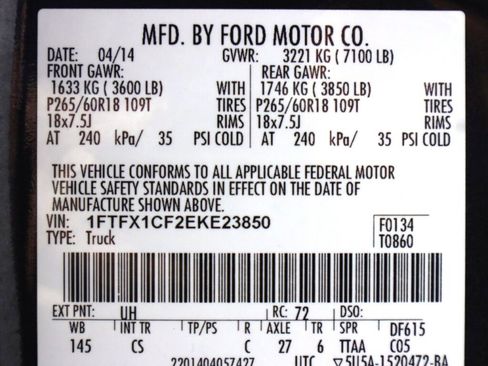 MFD. BY FORD MOTOR CO.
DATE: 04/14 GVWR: 3221 KG ( 7100 LB)
FRONT GAWR: REAR GAWR:
1633 KG ( 3600 LB) WITH 1746 KG ( 3850 LB) WITH
P265/60R18 109T TIRES P265/60R18 109T TIRES
18x7.5J RIMS 18x7.5J RIMS
AT 240 kPa/ 35 PSI COLD AT 240 kPa/ 35 PSI COLD
THIS VEHICLE CONFORMS TO ALL APPLICABLE FEDERAL MOTOR
VEHICLE SAFETY STANDARDS IN EFFECT ON THE DATE OF
MANUFACTURE SHOWN ABOVE.
VIN: 1FTFX1CF2EKE23850 F0134
TYPE: Truck T0860
EXT PNT: UH RC: 72 DSO:
WB INT TR TP/PS R AXLE TR SPR DF615
145 CS C 27 6 TTAA C05
2201404057427 UTC ▽5U5A-1520472-BA